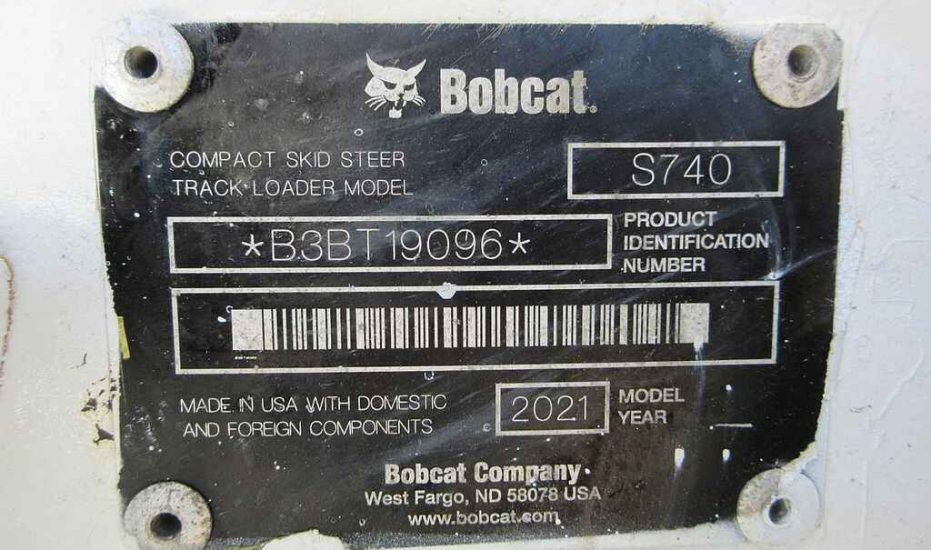 Bobcat.
COMPACT SKID STEER
TRACK LOADER MODEL
S740
*B3BT19096*
PRODUCT
IDENTIFICATION
NUMBER
MADE IN USA WITH DOMESTIC
AND FOREIGN COMPONENTS
2021
MODEL
YEAR
Bobcat Company
West Fargo, ND 58078 USA
www.bobcat.com